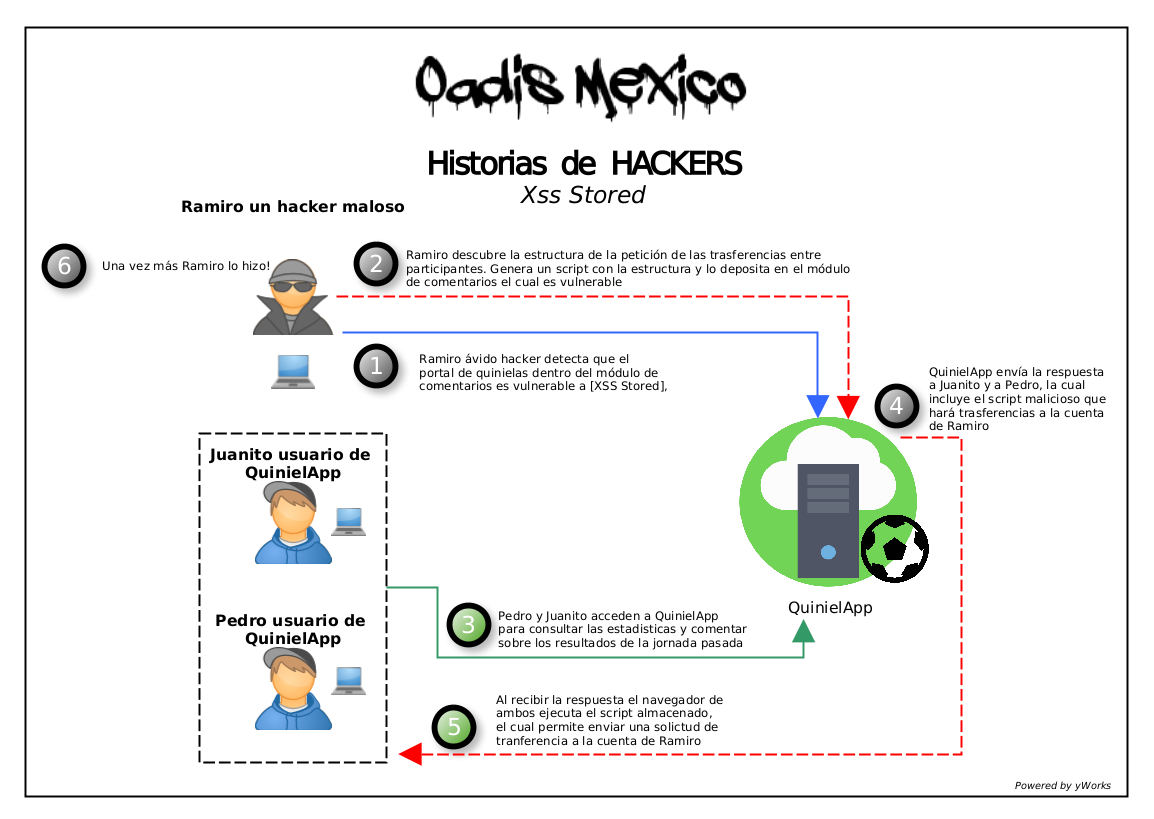 Oadis Mexico
Historias de HACKERS
Xss Stored
Ramiro un hacker maloso
6
Una vez más Ramiro lo hizo!
2
Ramiro descubre la estructura de la petición de las trasferencias entre
participantes. Genera un script con la estructura y lo deposita en el módulo
de comentarios el cual es vulnerable
1
Ramiro ávido hacker detecta que el
portal de quinielas dentro del módulo de
comentarios es vulnerable a [XSS Stored],
4
QuinielApp envía la respuesta
a Juanito y a Pedro, la cual
incluye el script malicioso que
hará trasferencias a la cuenta
de Ramiro
Juanito usuario de
QuinielApp
Pedro usuario de
QuinielApp
3
Pedro y Juanito acceden a QuinielApp
para consultar las estadisticas y comentar
sobre los resultados de la jornada pasada
QuinielApp
5
Al recibir la respuesta el navegador de
ambos ejecuta el script almacenado,
el cual permite enviar una solictud de
tranferencia a la cuenta de Ramiro
Powered by yWorks